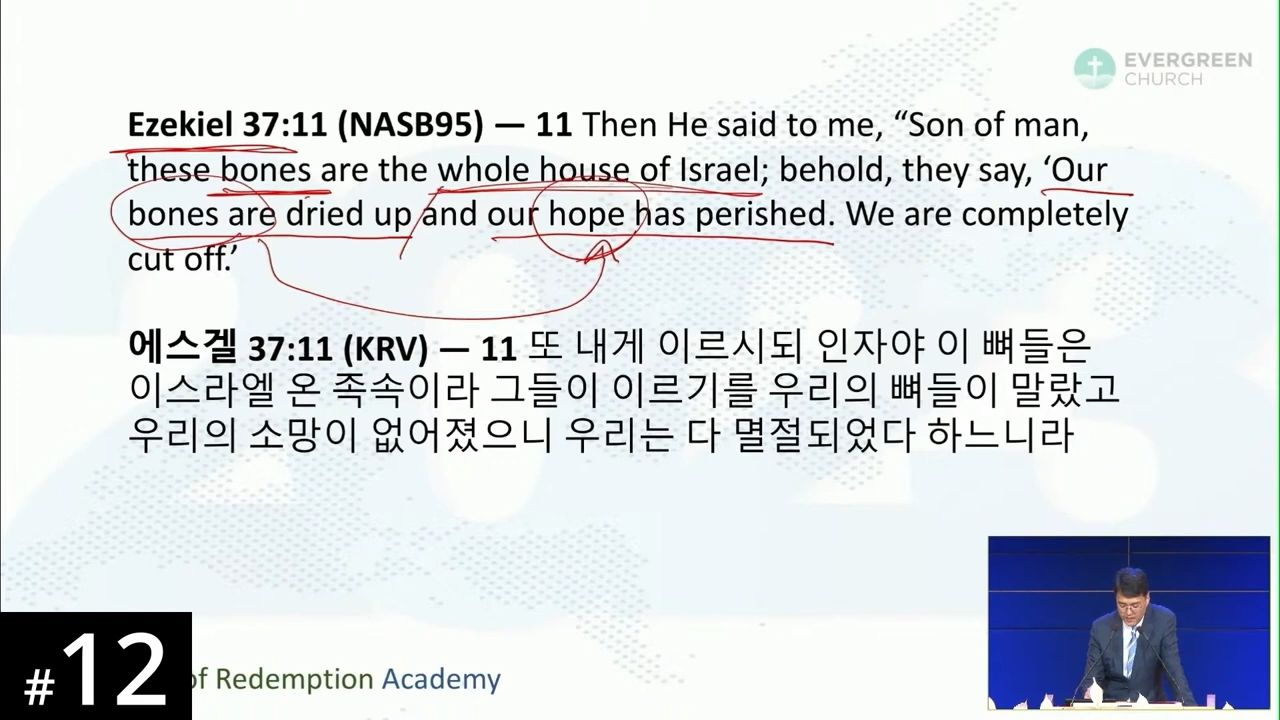 EVERGREEN
CHURCH
Ezekiel 37:11 (NASB95) — 11 Then He said to me, “Son of man,
these bones are the whole house of Israel; behold, they say, ‘Our
bones are dried up and our hope has perished. We are completely
cut off.’
에스겔 37:11 (KRV) — 11 또 내게 이르시되 인자야 이 뼈들은
이스라엘 온 족속이라 그들이 이르기를 우리의 뼈들이 말랐고
우리의 소망이 없어졌으니 우리는 다 멸절되었다 하느니라
of Redemption Academy
#12